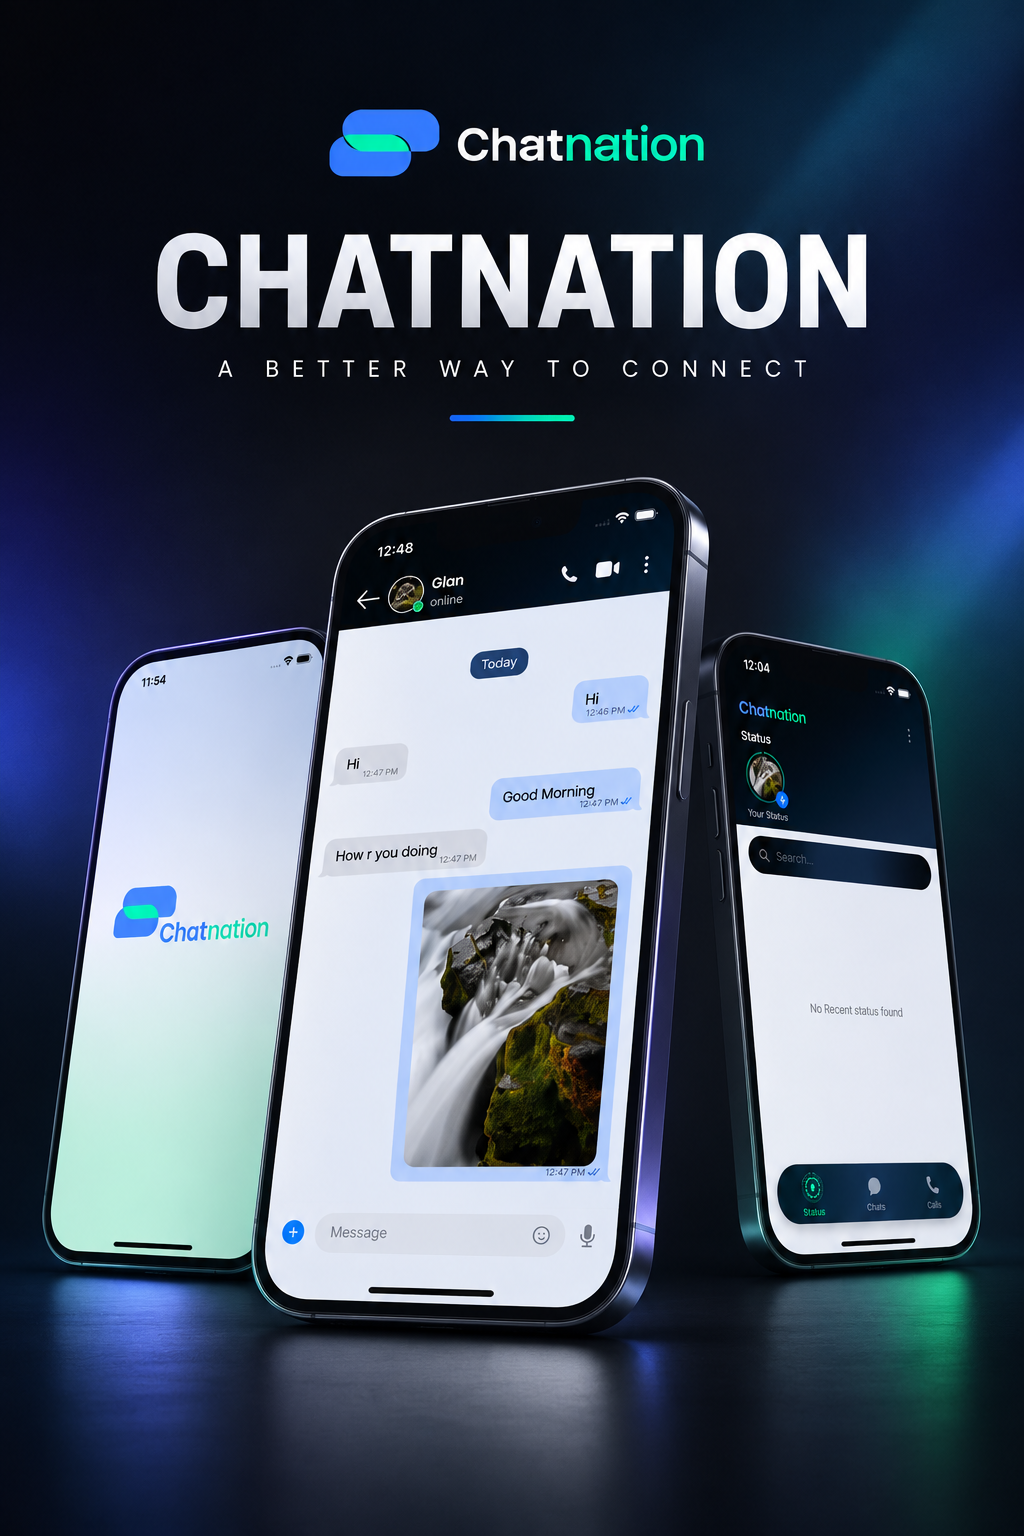 Chatnation
CHATNATION
A BETTER WAY TO CONNECT
11:54
Chatnation
12:48
Glan
online
Today
Hi
12:46 PM
Hi
12:47 PM
Good Morning
12:47 PM
How r you doing
12:47 PM
12:47 PM
Message
12:04
Chatnation
Status
Your Status
Search...
No Recent status found
Status
Chats
Calls